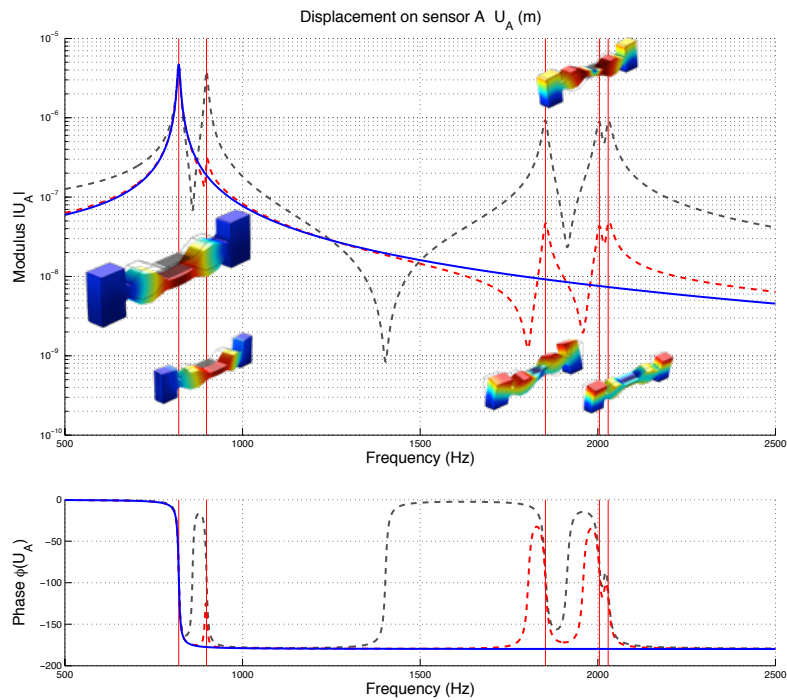 Displacement on sensor A U_A (m)
Modulus |U_A|
10^-5
10^-6
10^-7
10^-8
10^-9
10^-10
500 1000 1500 2000 2500
Frequency (Hz)
Phase ϕ(U_A)
0
−50
−100
−150
−200
500 1000 1500 2000 2500
Frequency (Hz)